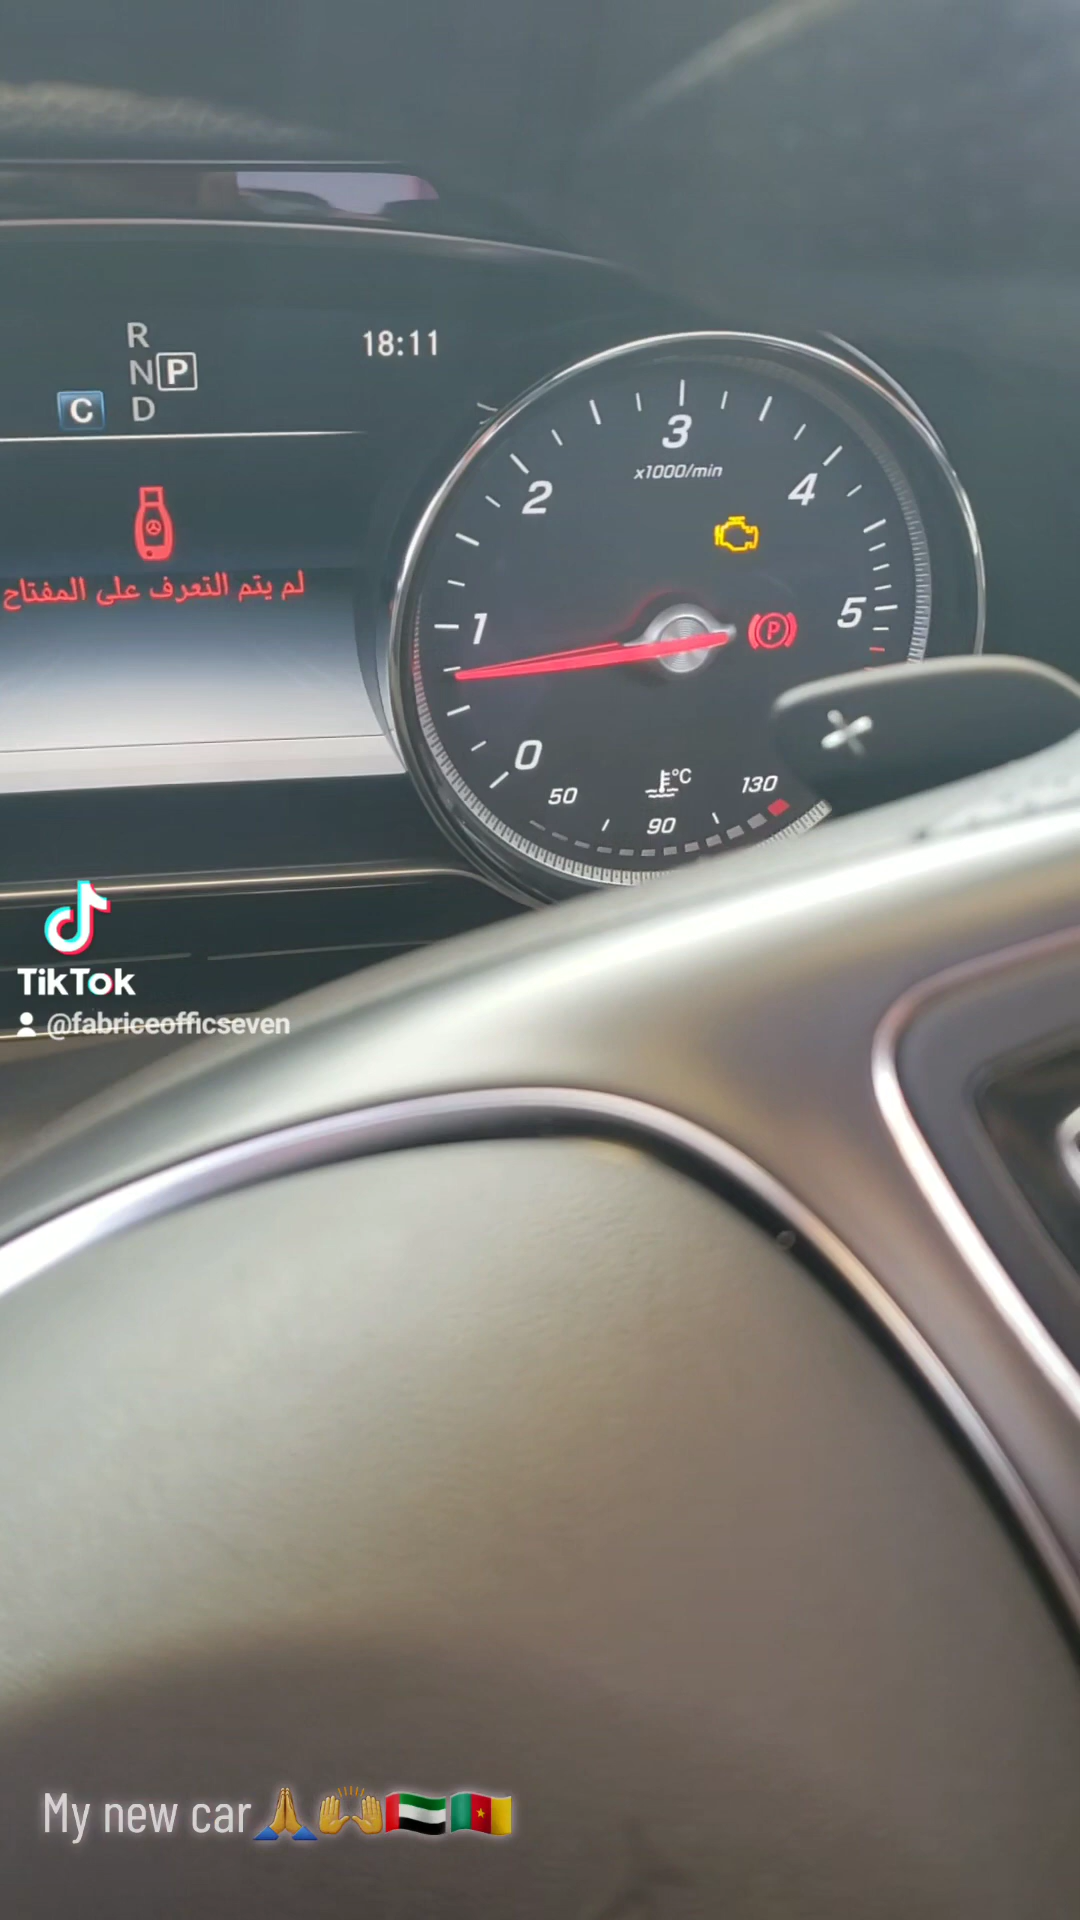 R
18:11
N P
C D
لم يتم التعرف على المفتاح
3
x1000/min
2
4
1
5
P
0
50
°C
130
90
TikTok
@fabriceofficseven
My new car🙏🙌🇦🇪🇨🇲